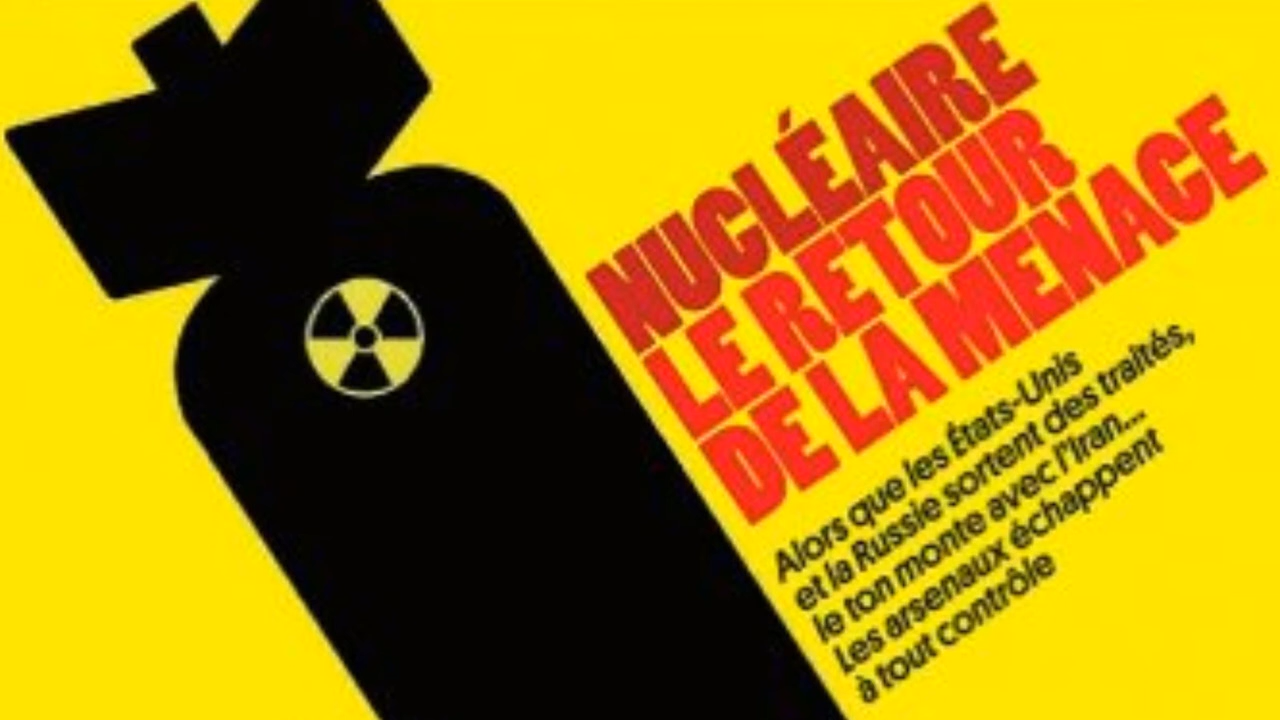 NUCLÉAIRE
LE RETOUR
DE LA MENACE
Alors que les États-Unis
et la Russie sortent des traités,
le ton monte avec l'Iran...
Les arsenaux échappent
à tout contrôle